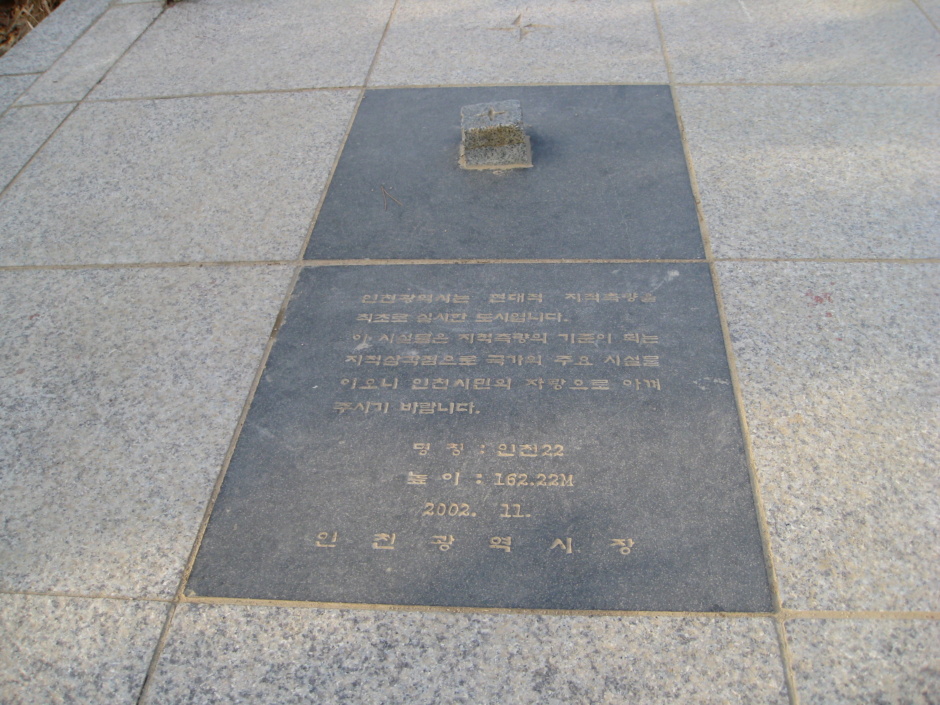 인천광역시는 근대적 지적측량을
최초로 실시한 도시입니다.
이 시설물은 지적측량의 기준이 되는
지적삼각점으로 국가의 주요 시설물
이오니 인천시민의 자랑으로 아껴
주시기 바랍니다.
명 칭 : 인천22
높 이 : 162.22M
2002. 11.
인 천 광 역 시 장